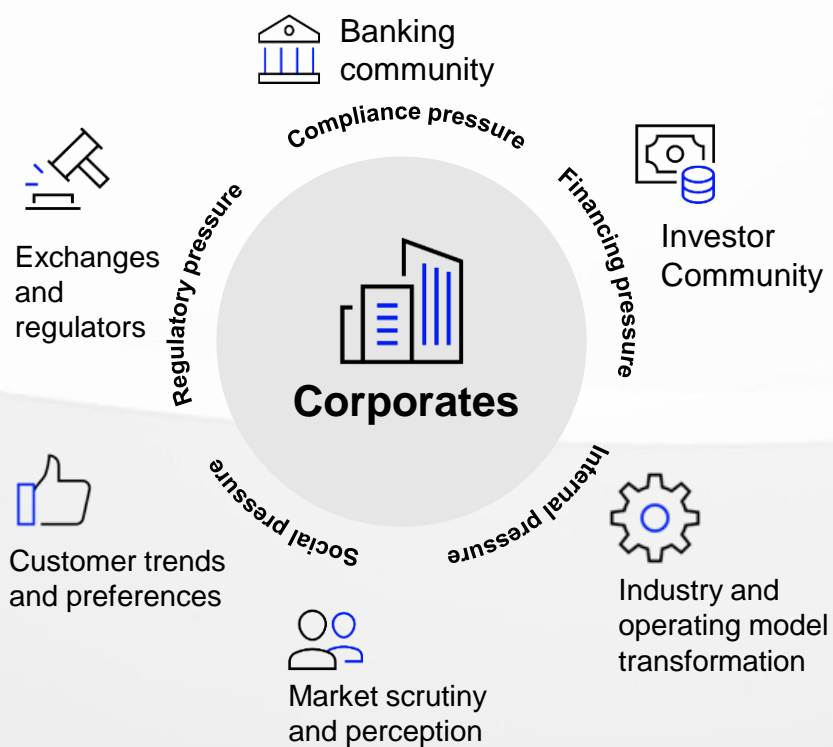 Banking
community
Compliance pressure
Financing pressure
Investor
Community
Exchanges
and
regulators
Regulatory pressure
Corporates
Social pressure
Internal pressure
Customer trends
and preferences
Industry and
operating model
transformation
Market scrutiny
and perception